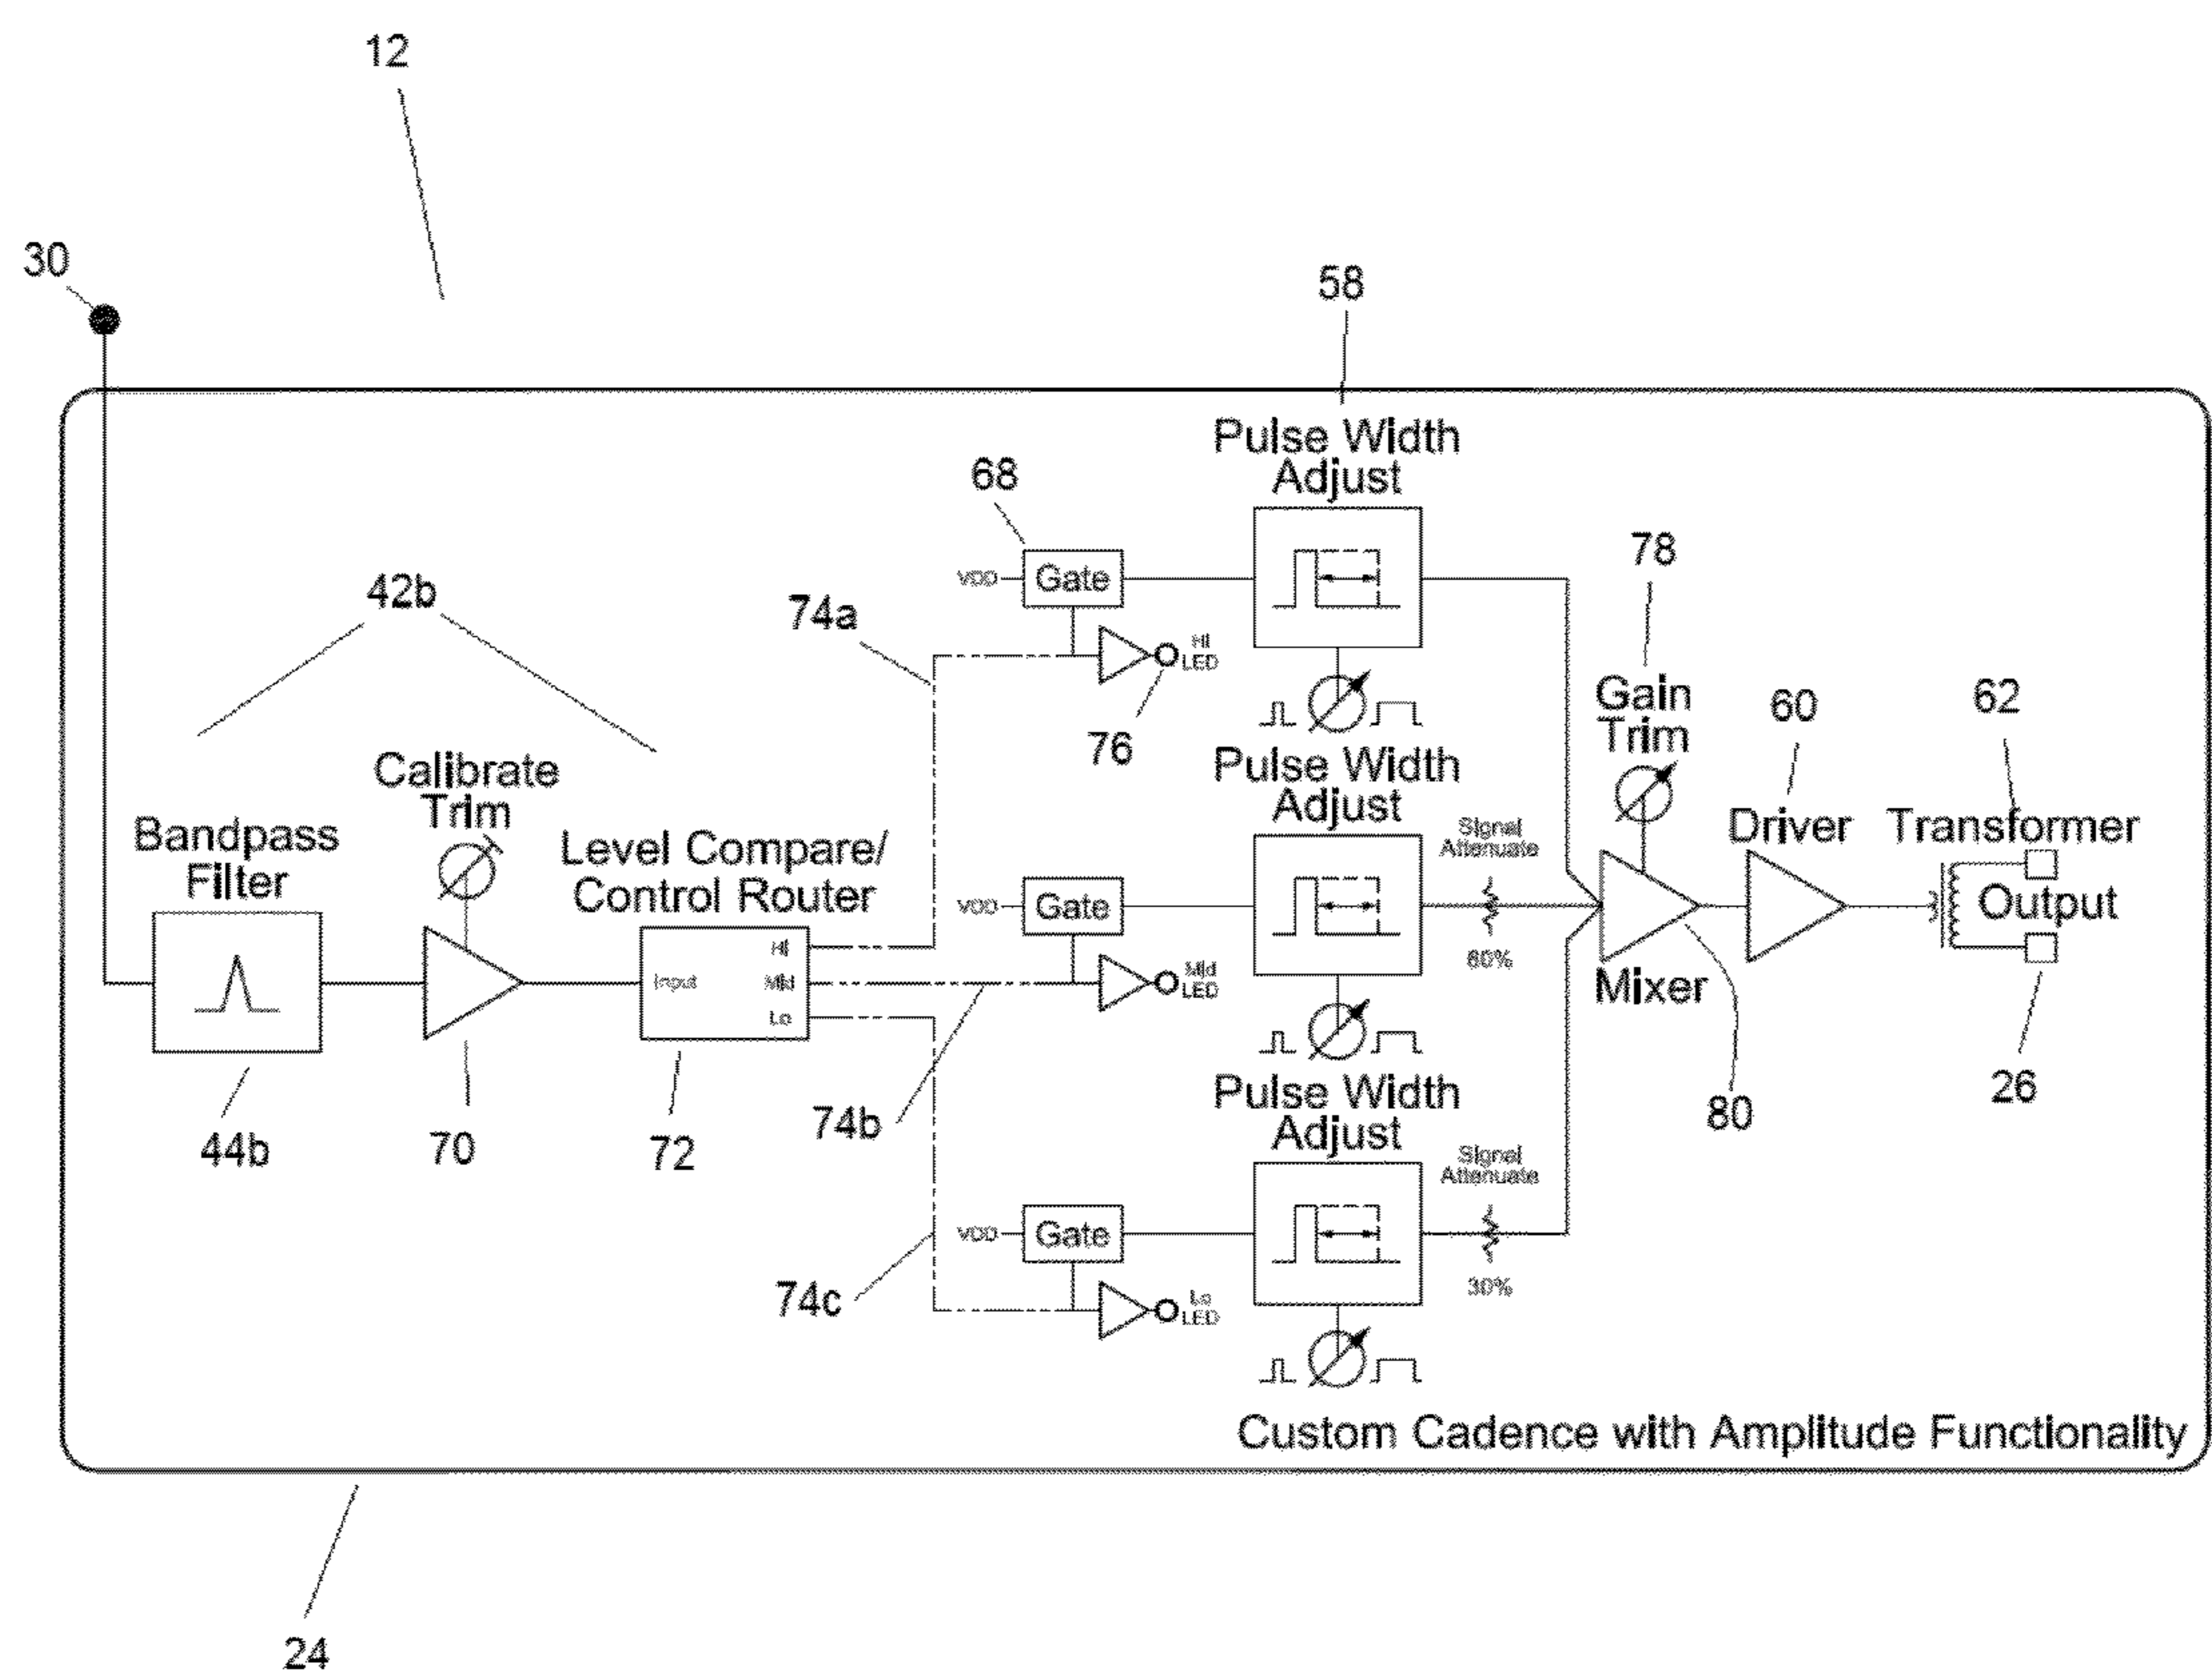 12
30
58
Pulse Width
Adjust
68
78
VDD
Gate
42b
74a
HI
LED
76
Gain
Trim
60
62
Calibrate
Trim
Pulse Width
Adjust
Bandpass
Filter
Level Compare/
Control Router
Signal
Attenuate
Driver
Transformer
VDD
Gate
Output
Hi
Input
Mid
Lo
Mid
LED
60%
Mixer
26
44b
70
72
74b
80
Pulse Width
Adjust
Signal
Attenuate
VDD
Gate
74c
Lo
LED
30%
Custom Cadence with Amplitude Functionality
24